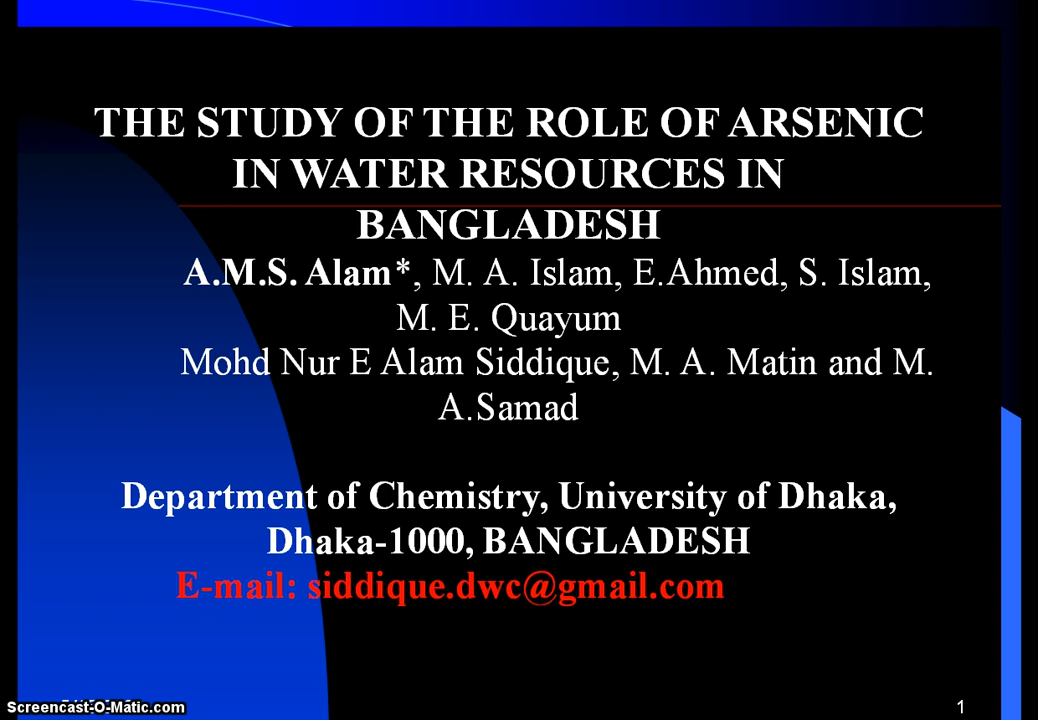 THE STUDY OF THE ROLE OF ARSENIC
IN WATER RESOURCES IN
BANGLADESH
A.M.S. Alam*, M. A. Islam, E.Ahmed, S. Islam,
M. E. Quayum
Mohd Nur E Alam Siddique, M. A. Matin and M.
A.Samad
Department of Chemistry, University of Dhaka,
Dhaka-1000, BANGLADESH
E-mail: siddique.dwc@gmail.com
Screencast-O-Matic.com
1